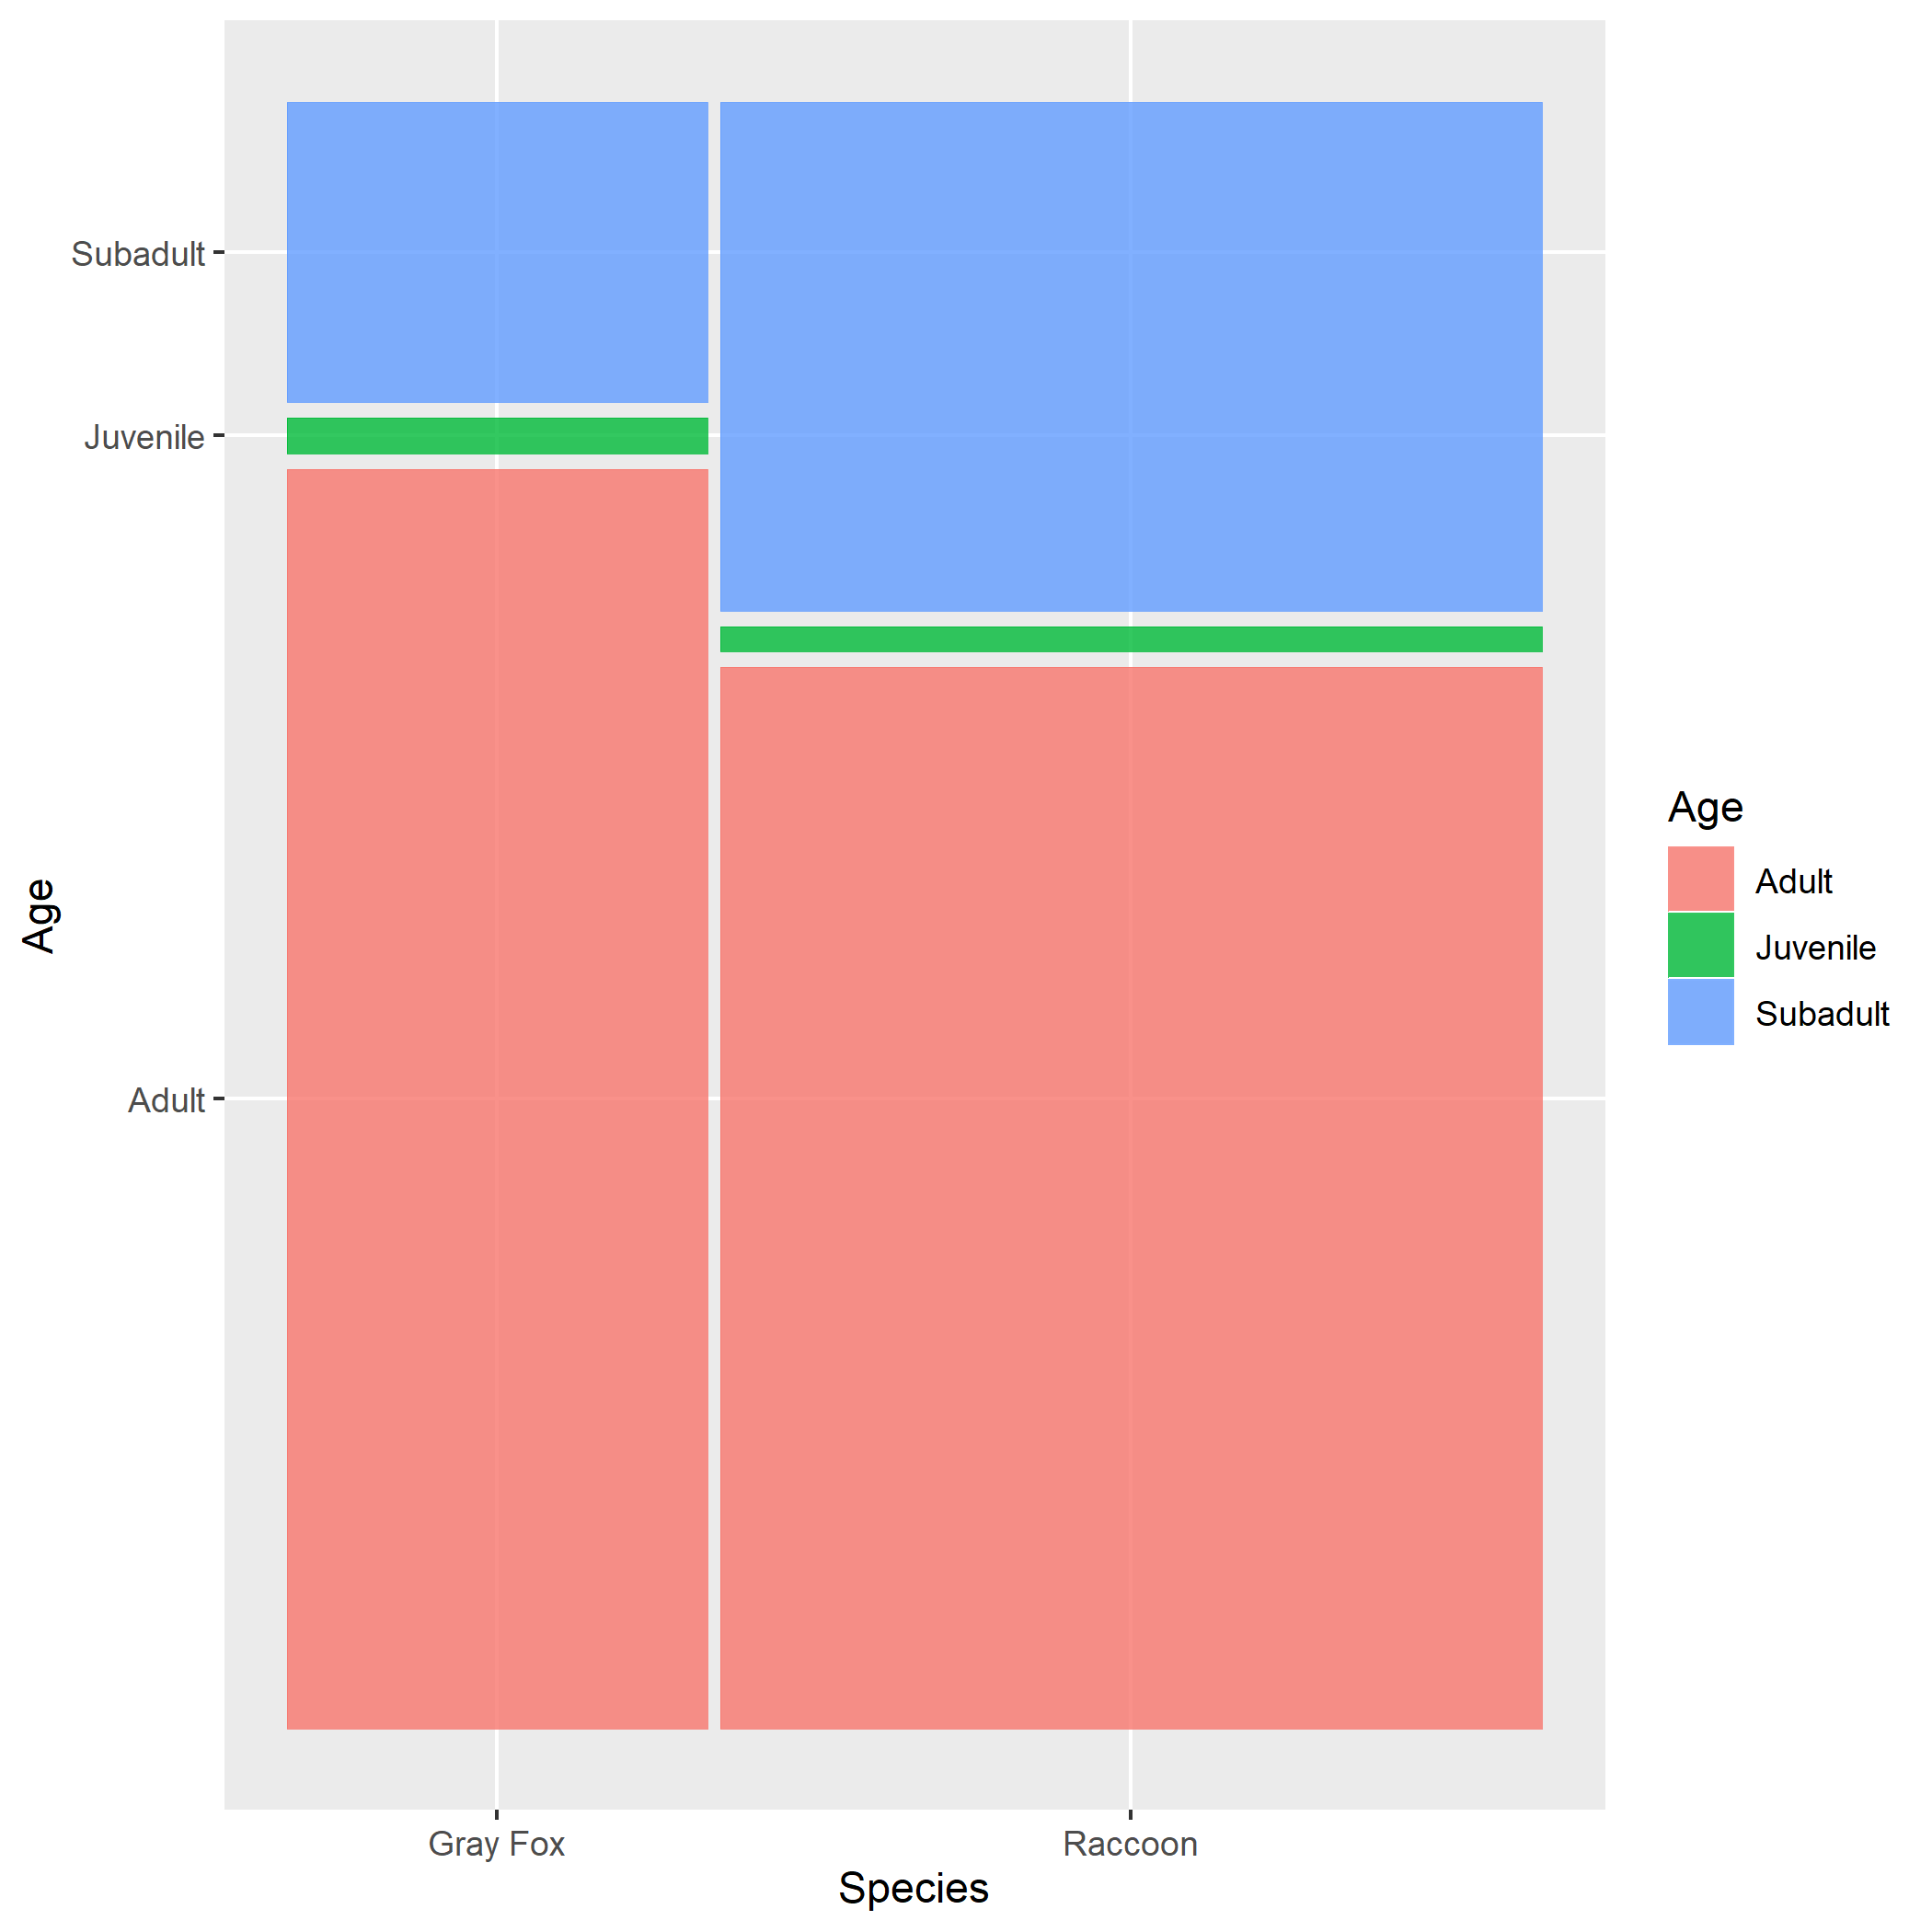 Subadult
Juvenile
Adult
Age
Gray Fox
Raccoon
Species
Age
Adult
Juvenile
Subadult